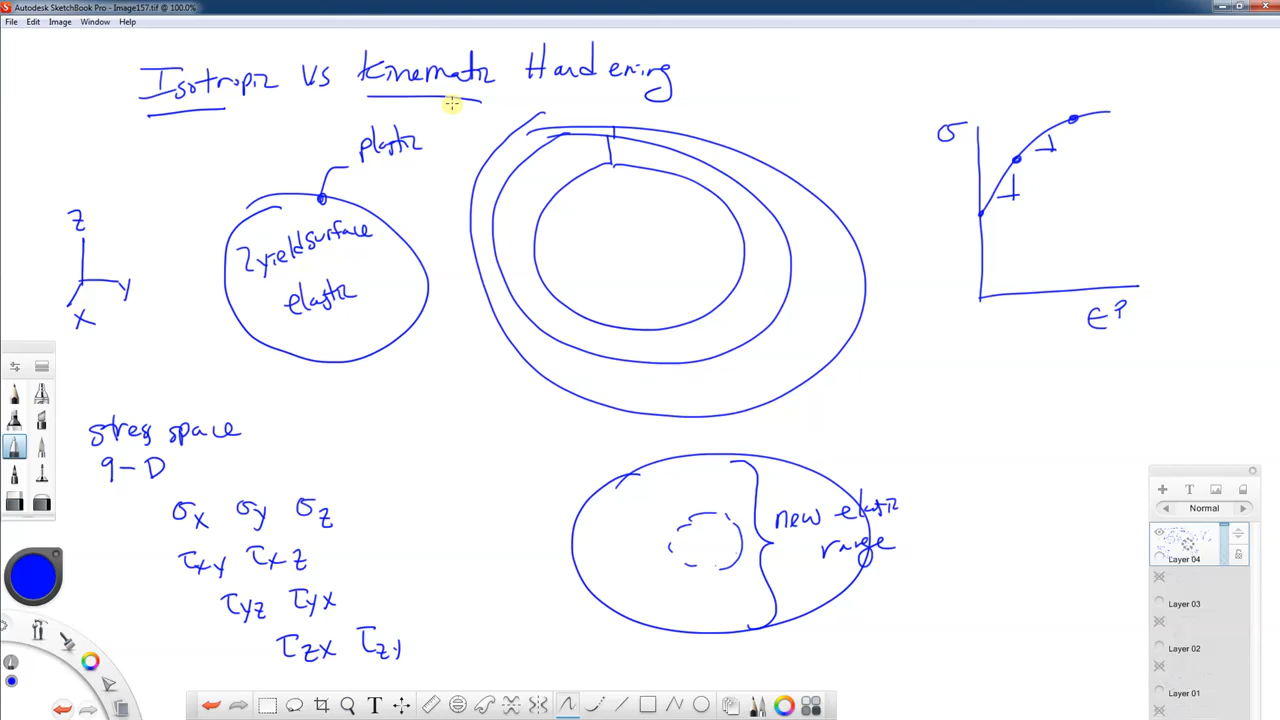 Autodesk SketchBook Pro - Image157.tif @ 100.0%
File Edit Image Window Help
Isotropic vs Kinematic Hardening
plastic
σ
Z
Y
X
yield surface
elastic
ϵP
stress space
9-D
σx σy σz
τxy τxz
τyz τyx
τzx τzy
new elastic
range
Normal
Layer 04
Layer 03
Layer 02
Layer 01